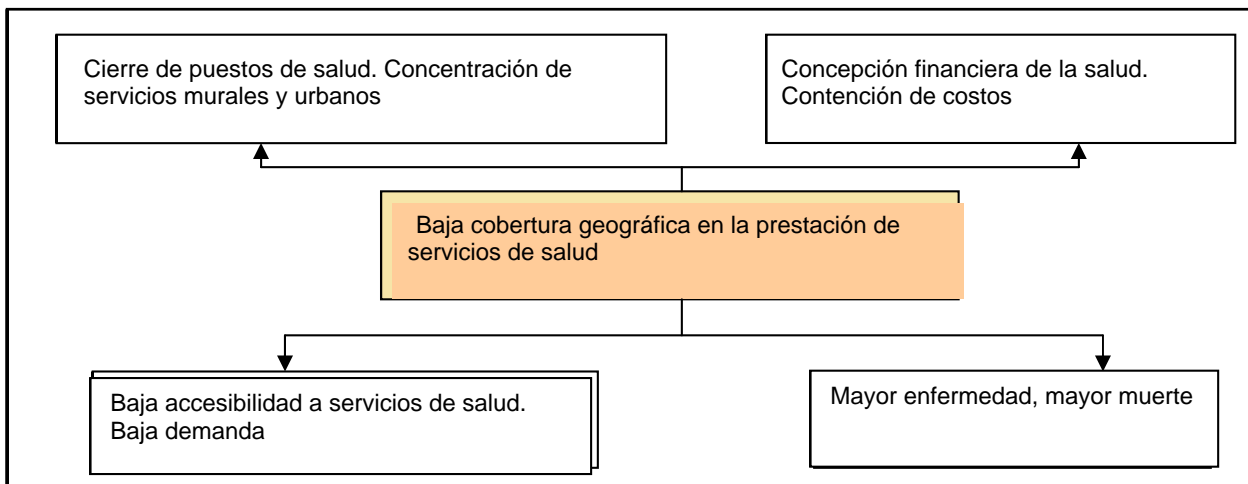 Cierre de puestos de salud. Concentración de
servicios murales y urbanos
Concepción financiera de la salud.
Contención de costos
Baja cobertura geográfica en la prestación de
servicios de salud
Baja accesibilidad a servicios de salud.
Baja demanda
Mayor enfermedad, mayor muerte